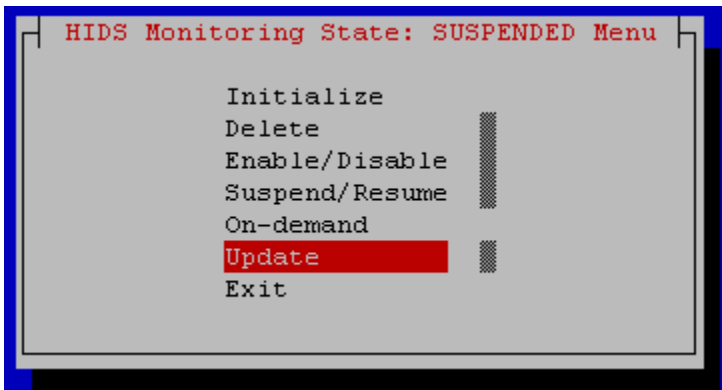 HIDS Monitoring State: SUSPENDED Menu
Initialize
Delete
Enable/Disable
Suspend/Resume
On-demand
Update
Exit